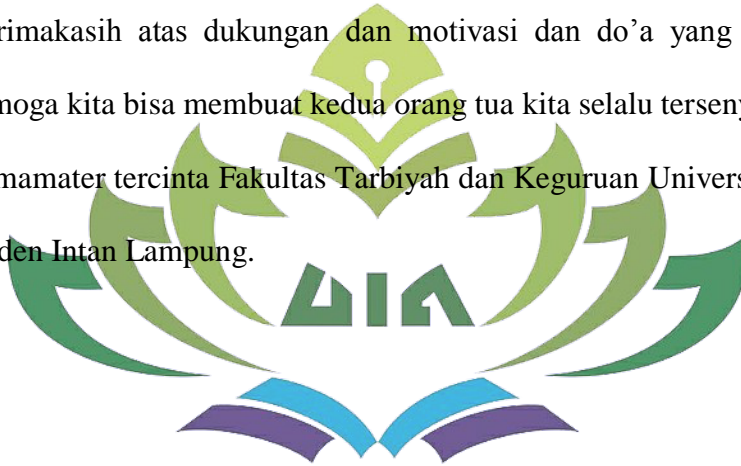 rimakasih atas dukungan dan motivasi dan do’a yang
moga kita bisa membuat kedua orang tua kita selalu terseny
mamater tercinta Fakultas Tarbiyah dan Keguruan Univers
den Intan Lampung.
UIN